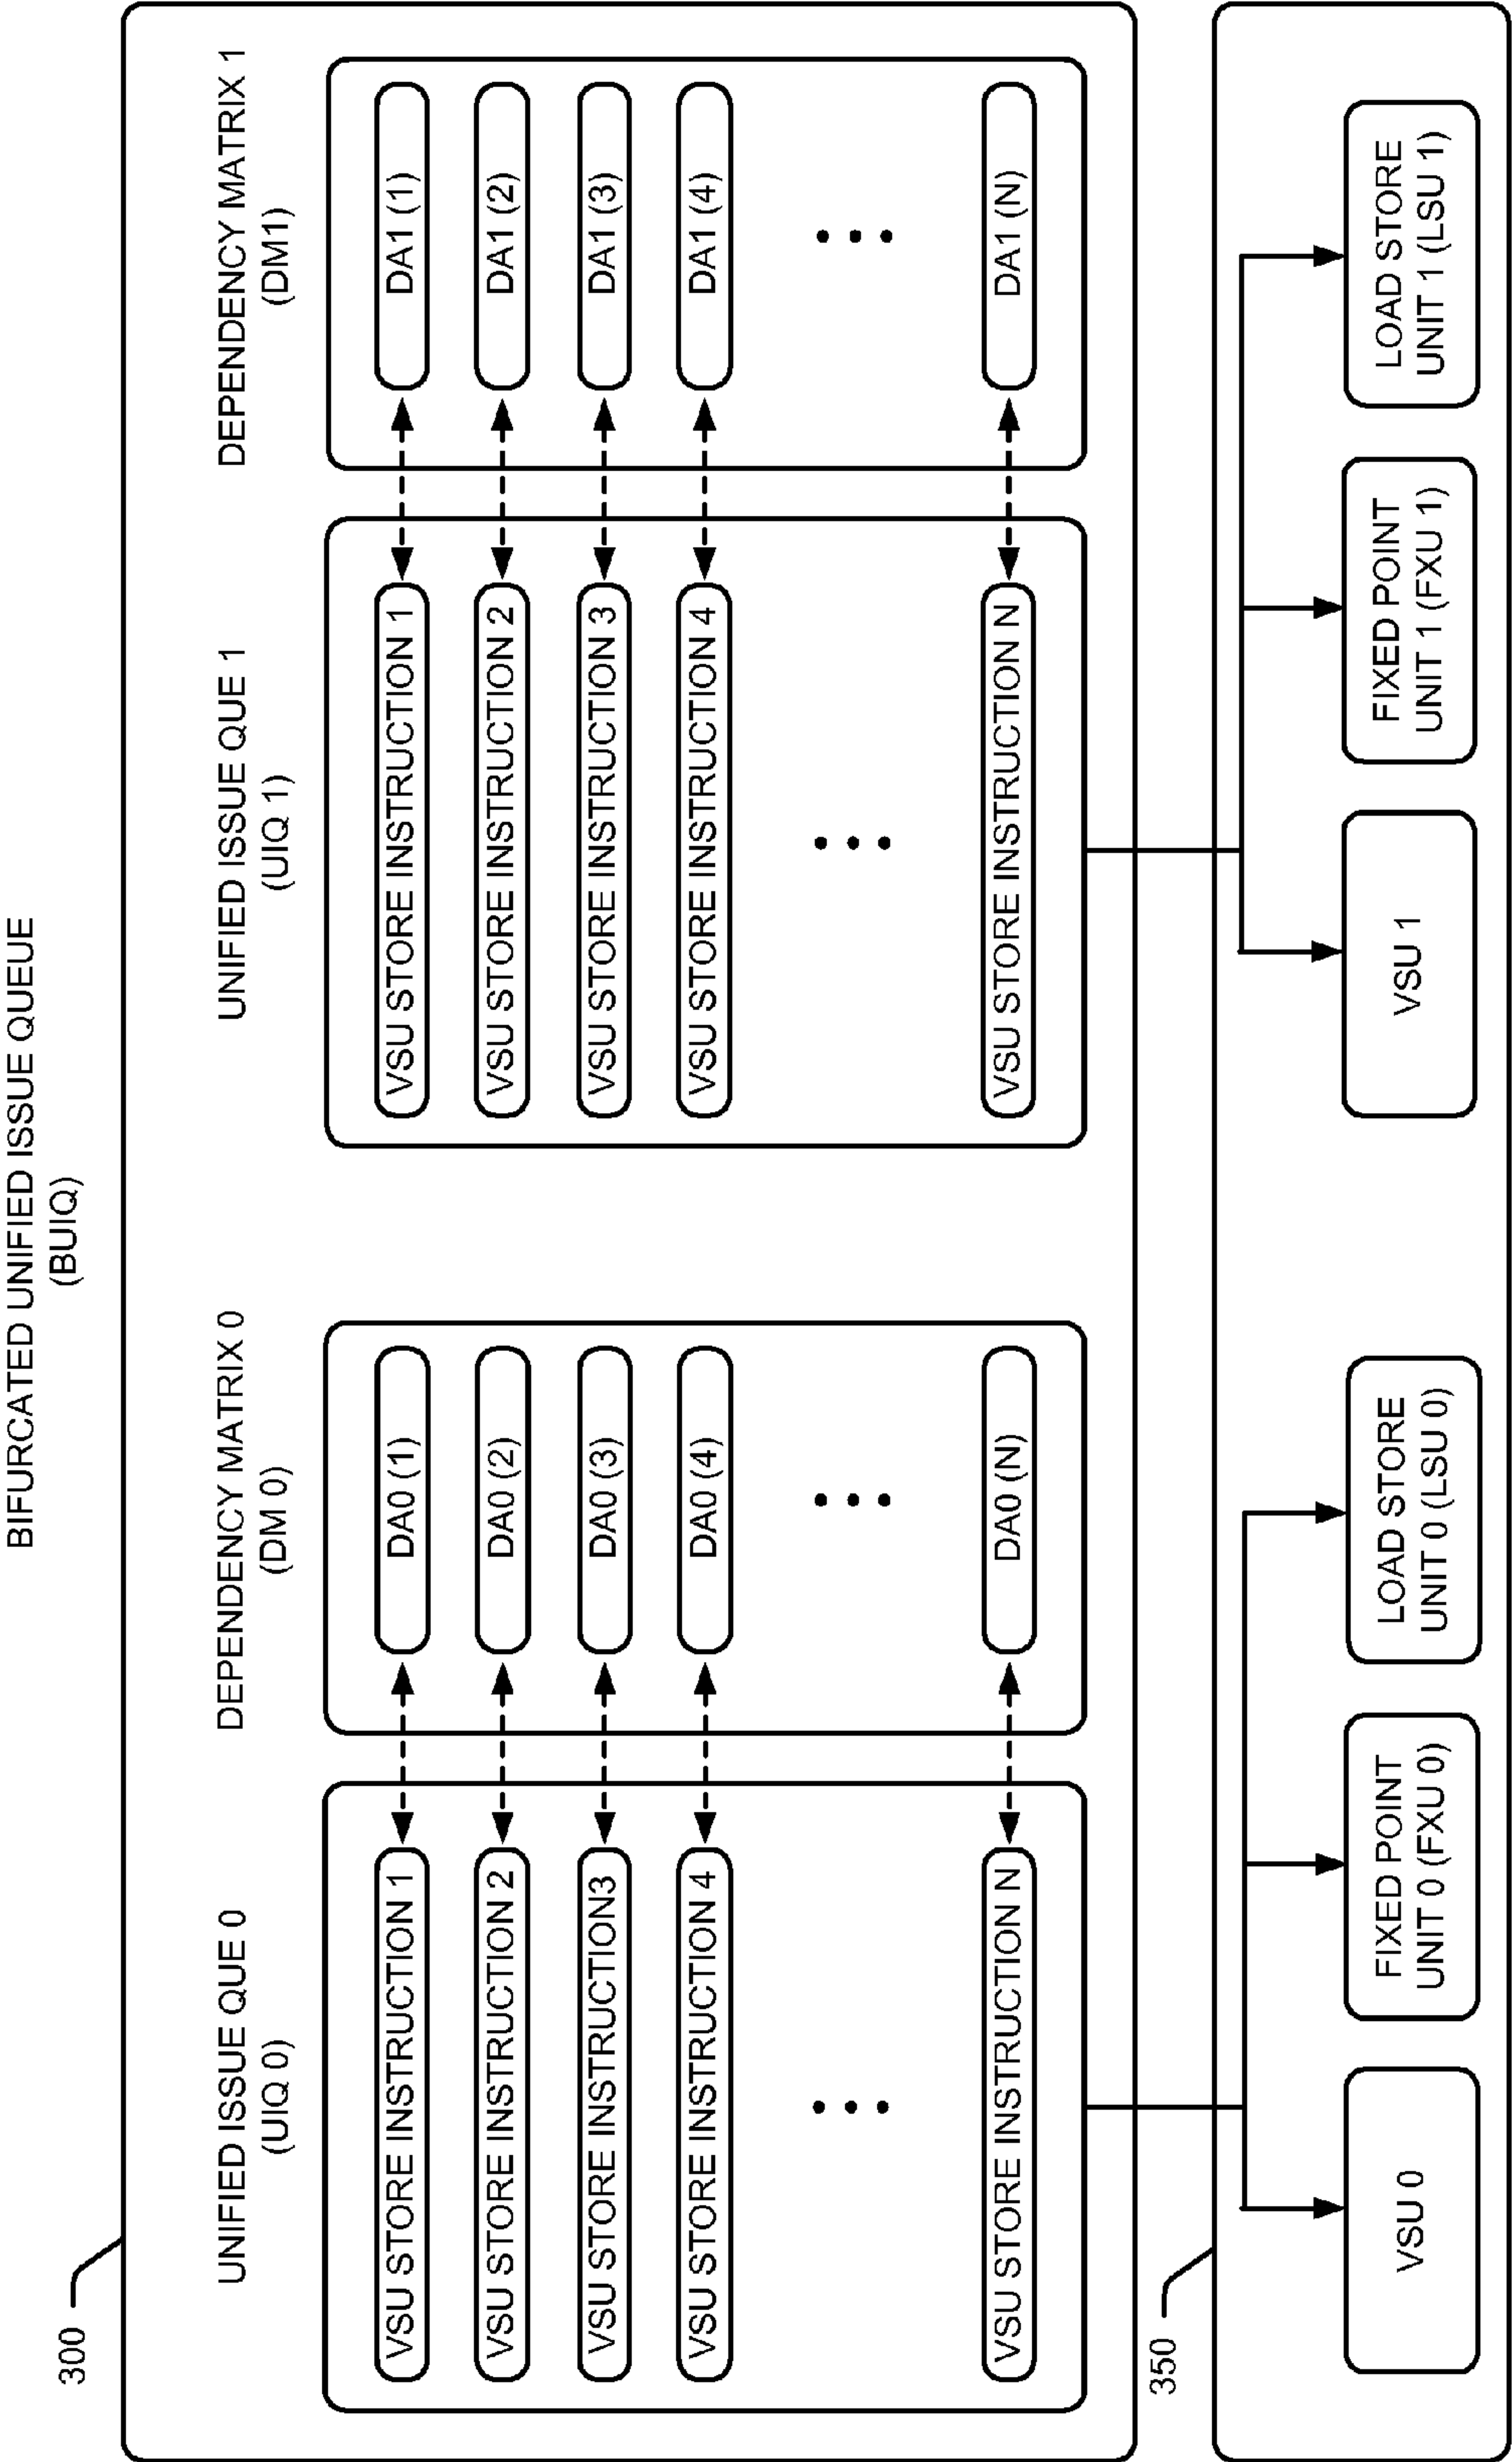 BIFURCATED UNIFIED ISSUE QUEUE
(BUIQ)
300
UNIFIED ISSUE QUE 0
(UIQ 0)
VSU STORE INSTRUCTION 1
VSU STORE INSTRUCTION 2
VSU STORE INSTRUCTION3
VSU STORE INSTRUCTION 4
VSU STORE INSTRUCTION N
DEPENDENCY MATRIX 0
(DM 0)
DA0 (1)
DA0 (2)
DA0 (3)
DA0 (4)
DA0 (N)
UNIFIED ISSUE QUE 1
(UIQ 1)
VSU STORE INSTRUCTION 1
VSU STORE INSTRUCTION 2
VSU STORE INSTRUCTION 3
VSU STORE INSTRUCTION 4
VSU STORE INSTRUCTION N
DEPENDENCY MATRIX 1
(DM1)
DA1 (1)
DA1 (2)
DA1 (3)
DA1 (4)
DA1 (N)
350
VSU 0
FIXED POINT
UNIT 0 (FXU 0)
LOAD STORE
UNIT 0 (LSU 0)
VSU 1
FIXED POINT
UNIT 1 (FXU 1)
LOAD STORE
UNIT 1 (LSU 1)